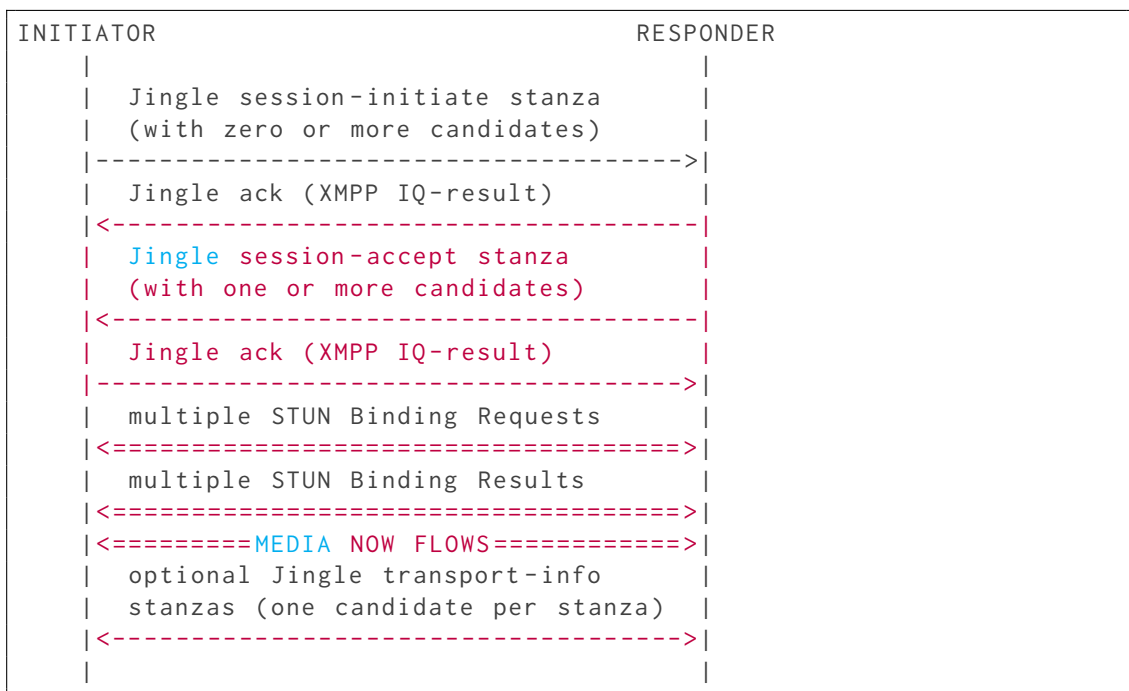 INITIATOR                              RESPONDER
    |                                      |
    |  Jingle session-initiate stanza      |
    |  (with zero or more candidates)      |
    |------------------------------------->|
    |  Jingle ack (XMPP IQ-result)         |
    |<-------------------------------------|
    |  Jingle session-accept stanza        |
    |  (with one or more candidates)       |
    |<-------------------------------------|
    |  Jingle ack (XMPP IQ-result)         |
    |------------------------------------->|
    |  multiple STUN Binding Requests      |
    |<====================================>|
    |  multiple STUN Binding Results       |
    |<====================================>|
    |<=========MEDIA NOW FLOWS============>|
    |  optional Jingle transport-info      |
    |  stanzas (one candidate per stanza)  |
    |<------------------------------------>|
    |                                      |